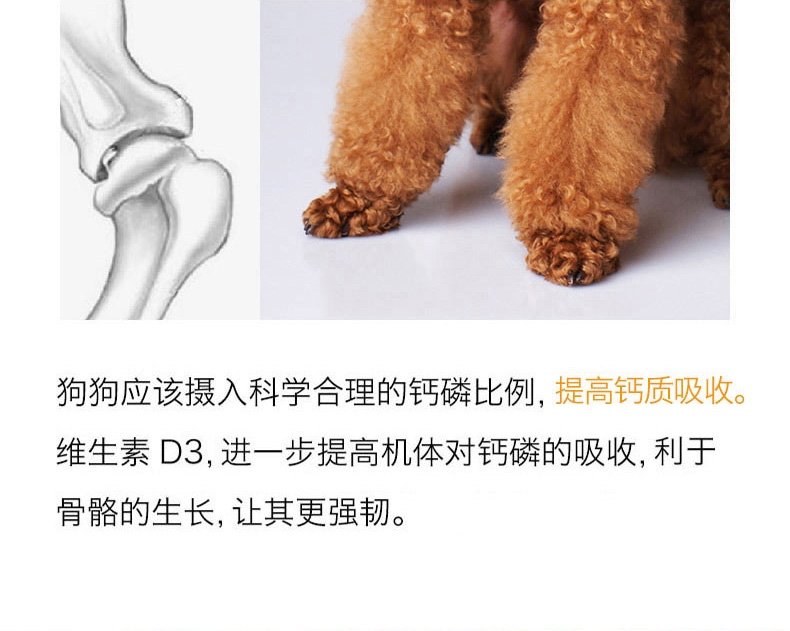 狗狗应该摄入科学合理的钙磷比例, 提高钙质吸收。
维生素 D3, 进一步提高机体对钙磷的吸收, 利于
骨骼的生长, 让其更强韧。